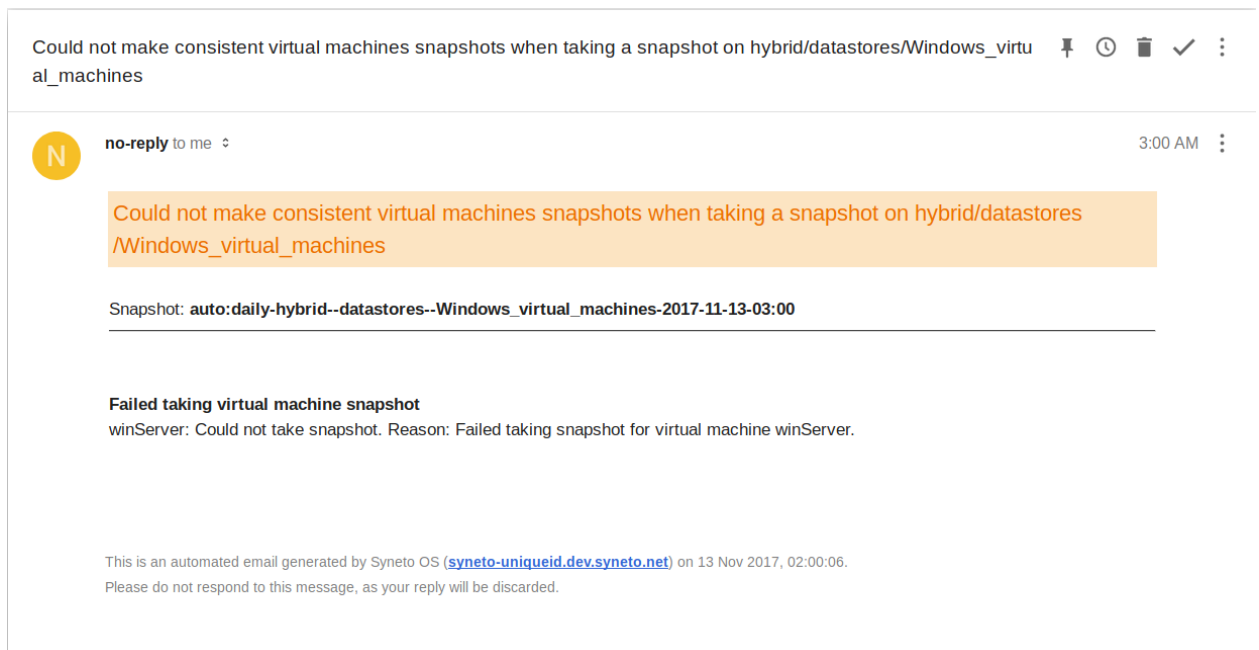 Could not make consistent virtual machines snapshots when taking a snapshot on hybrid/datastores/Windows_virtu
al_machines
N
no-reply to me
3:00 AM
Could not make consistent virtual machines snapshots when taking a snapshot on hybrid/datastores
/Windows_virtual_machines
Snapshot: auto:daily-hybrid--datastores--Windows_virtual_machines-2017-11-13-03:00
Failed taking virtual machine snapshot
winServer: Could not take snapshot. Reason: Failed taking snapshot for virtual machine winServer.
This is an automated email generated by Syneto OS (syneto-uniqueid.dev.syneto.net) on 13 Nov 2017, 02:00:06.
Please do not respond to this message, as your reply will be discarded.